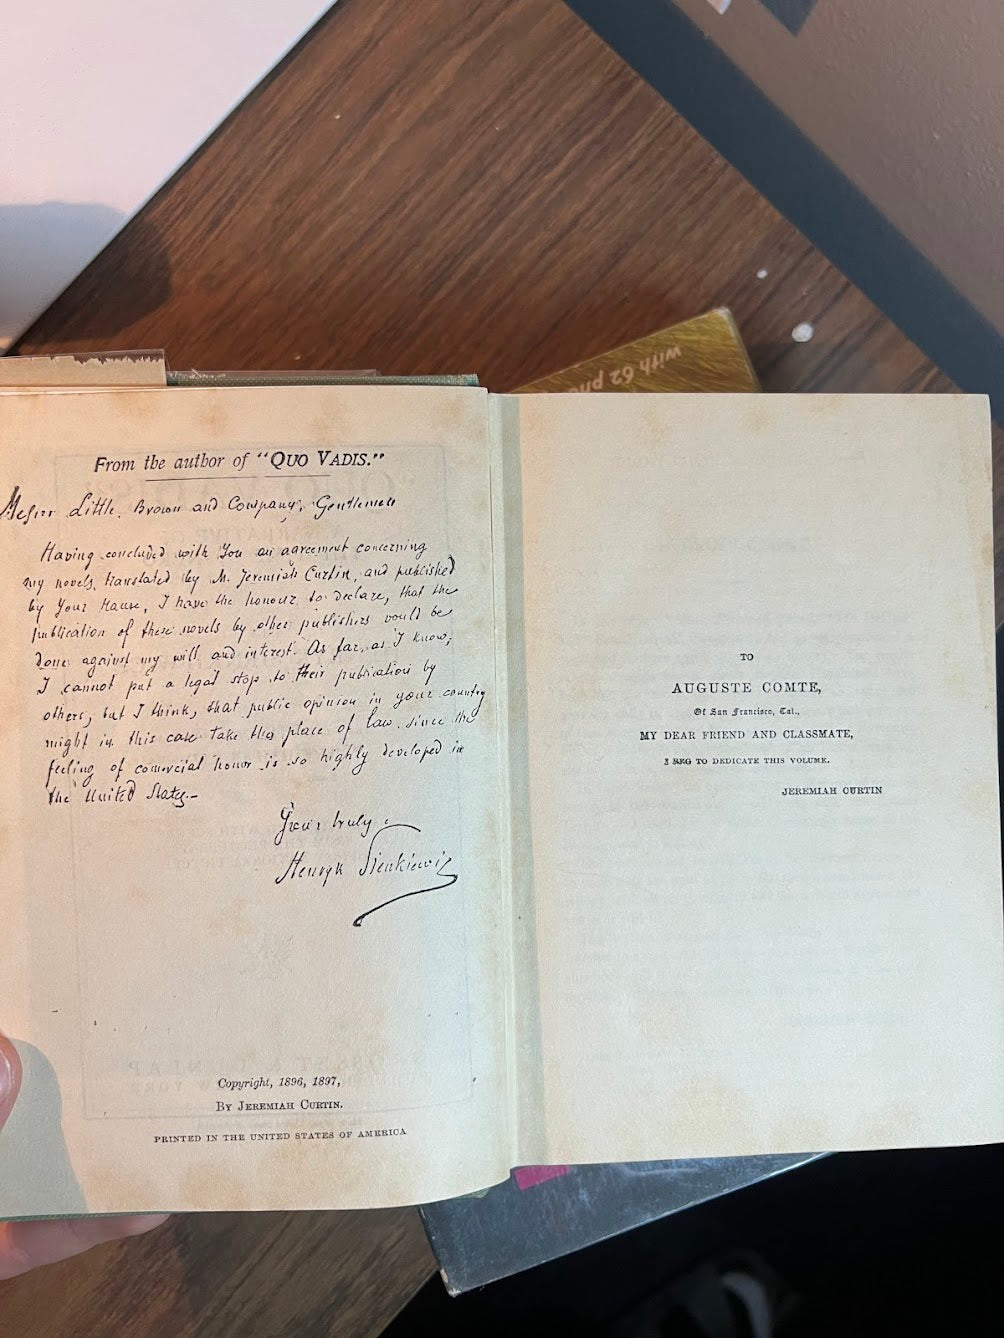 with 62 pho
From the author of "QUO VADIS."
Messrs Little, Brown and Company, Gentlemen
Having concluded with You an agreement concerning
my novels, translated by M. Jeremiah Curtin, and published
by Your House, I have the honour to declare, that the
publication of these novels by other publishers would be
done against my will and interest. As far, as I know,
I cannot put a legal stop to their publication by
others, but I think, that public opinion in your country
might in this case take the place of law, since the
feeling of comercial honor is so highly developed in
the United States.—
Yours truly
Henryk Sienkiewicz
Copyright, 1896, 1897,
BY JEREMIAH CURTIN.
PRINTED IN THE UNITED STATES OF AMERICA
TO
AUGUSTE COMTE,
Of San Francisco, Cal.,
MY DEAR FRIEND AND CLASSMATE,
I BEG TO DEDICATE THIS VOLUME.
JEREMIAH CURTIN